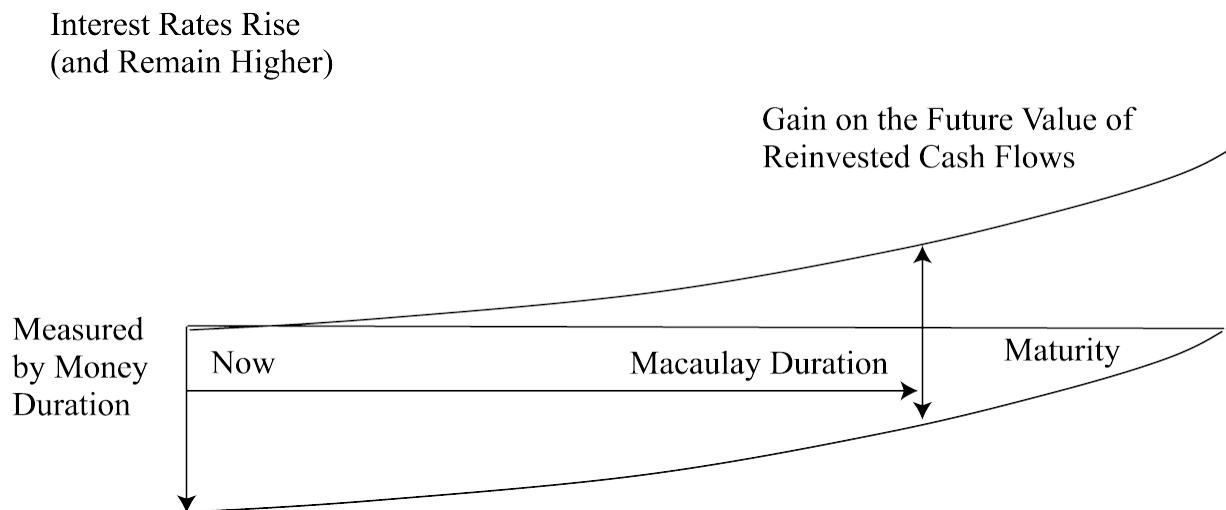 Interest Rates Rise
(and Remain Higher)
Gain on the Future Value of
Reinvested Cash Flows
Measured
by Money
Duration
Now
Macaulay Duration
Maturity